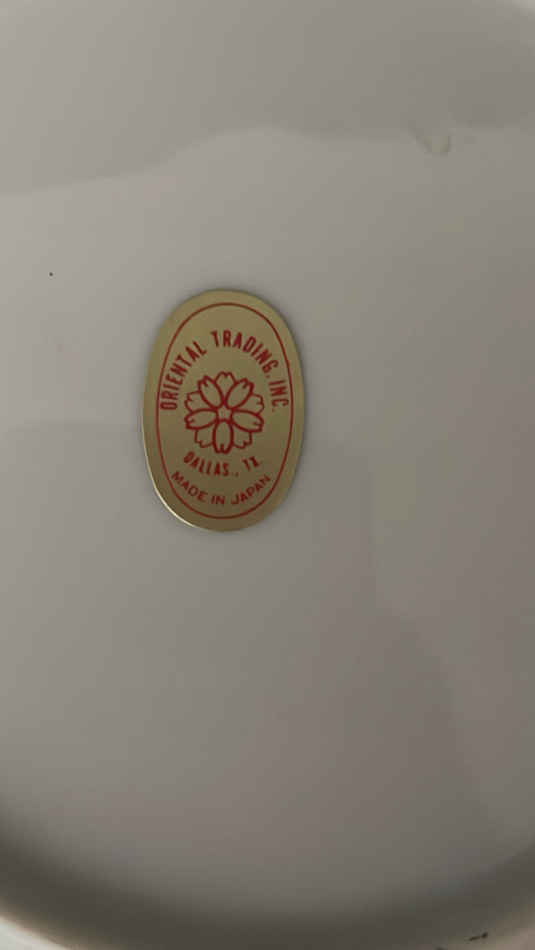 ORIENTAL TRADING, INC.
DALLAS., TX
MADE IN JAPAN